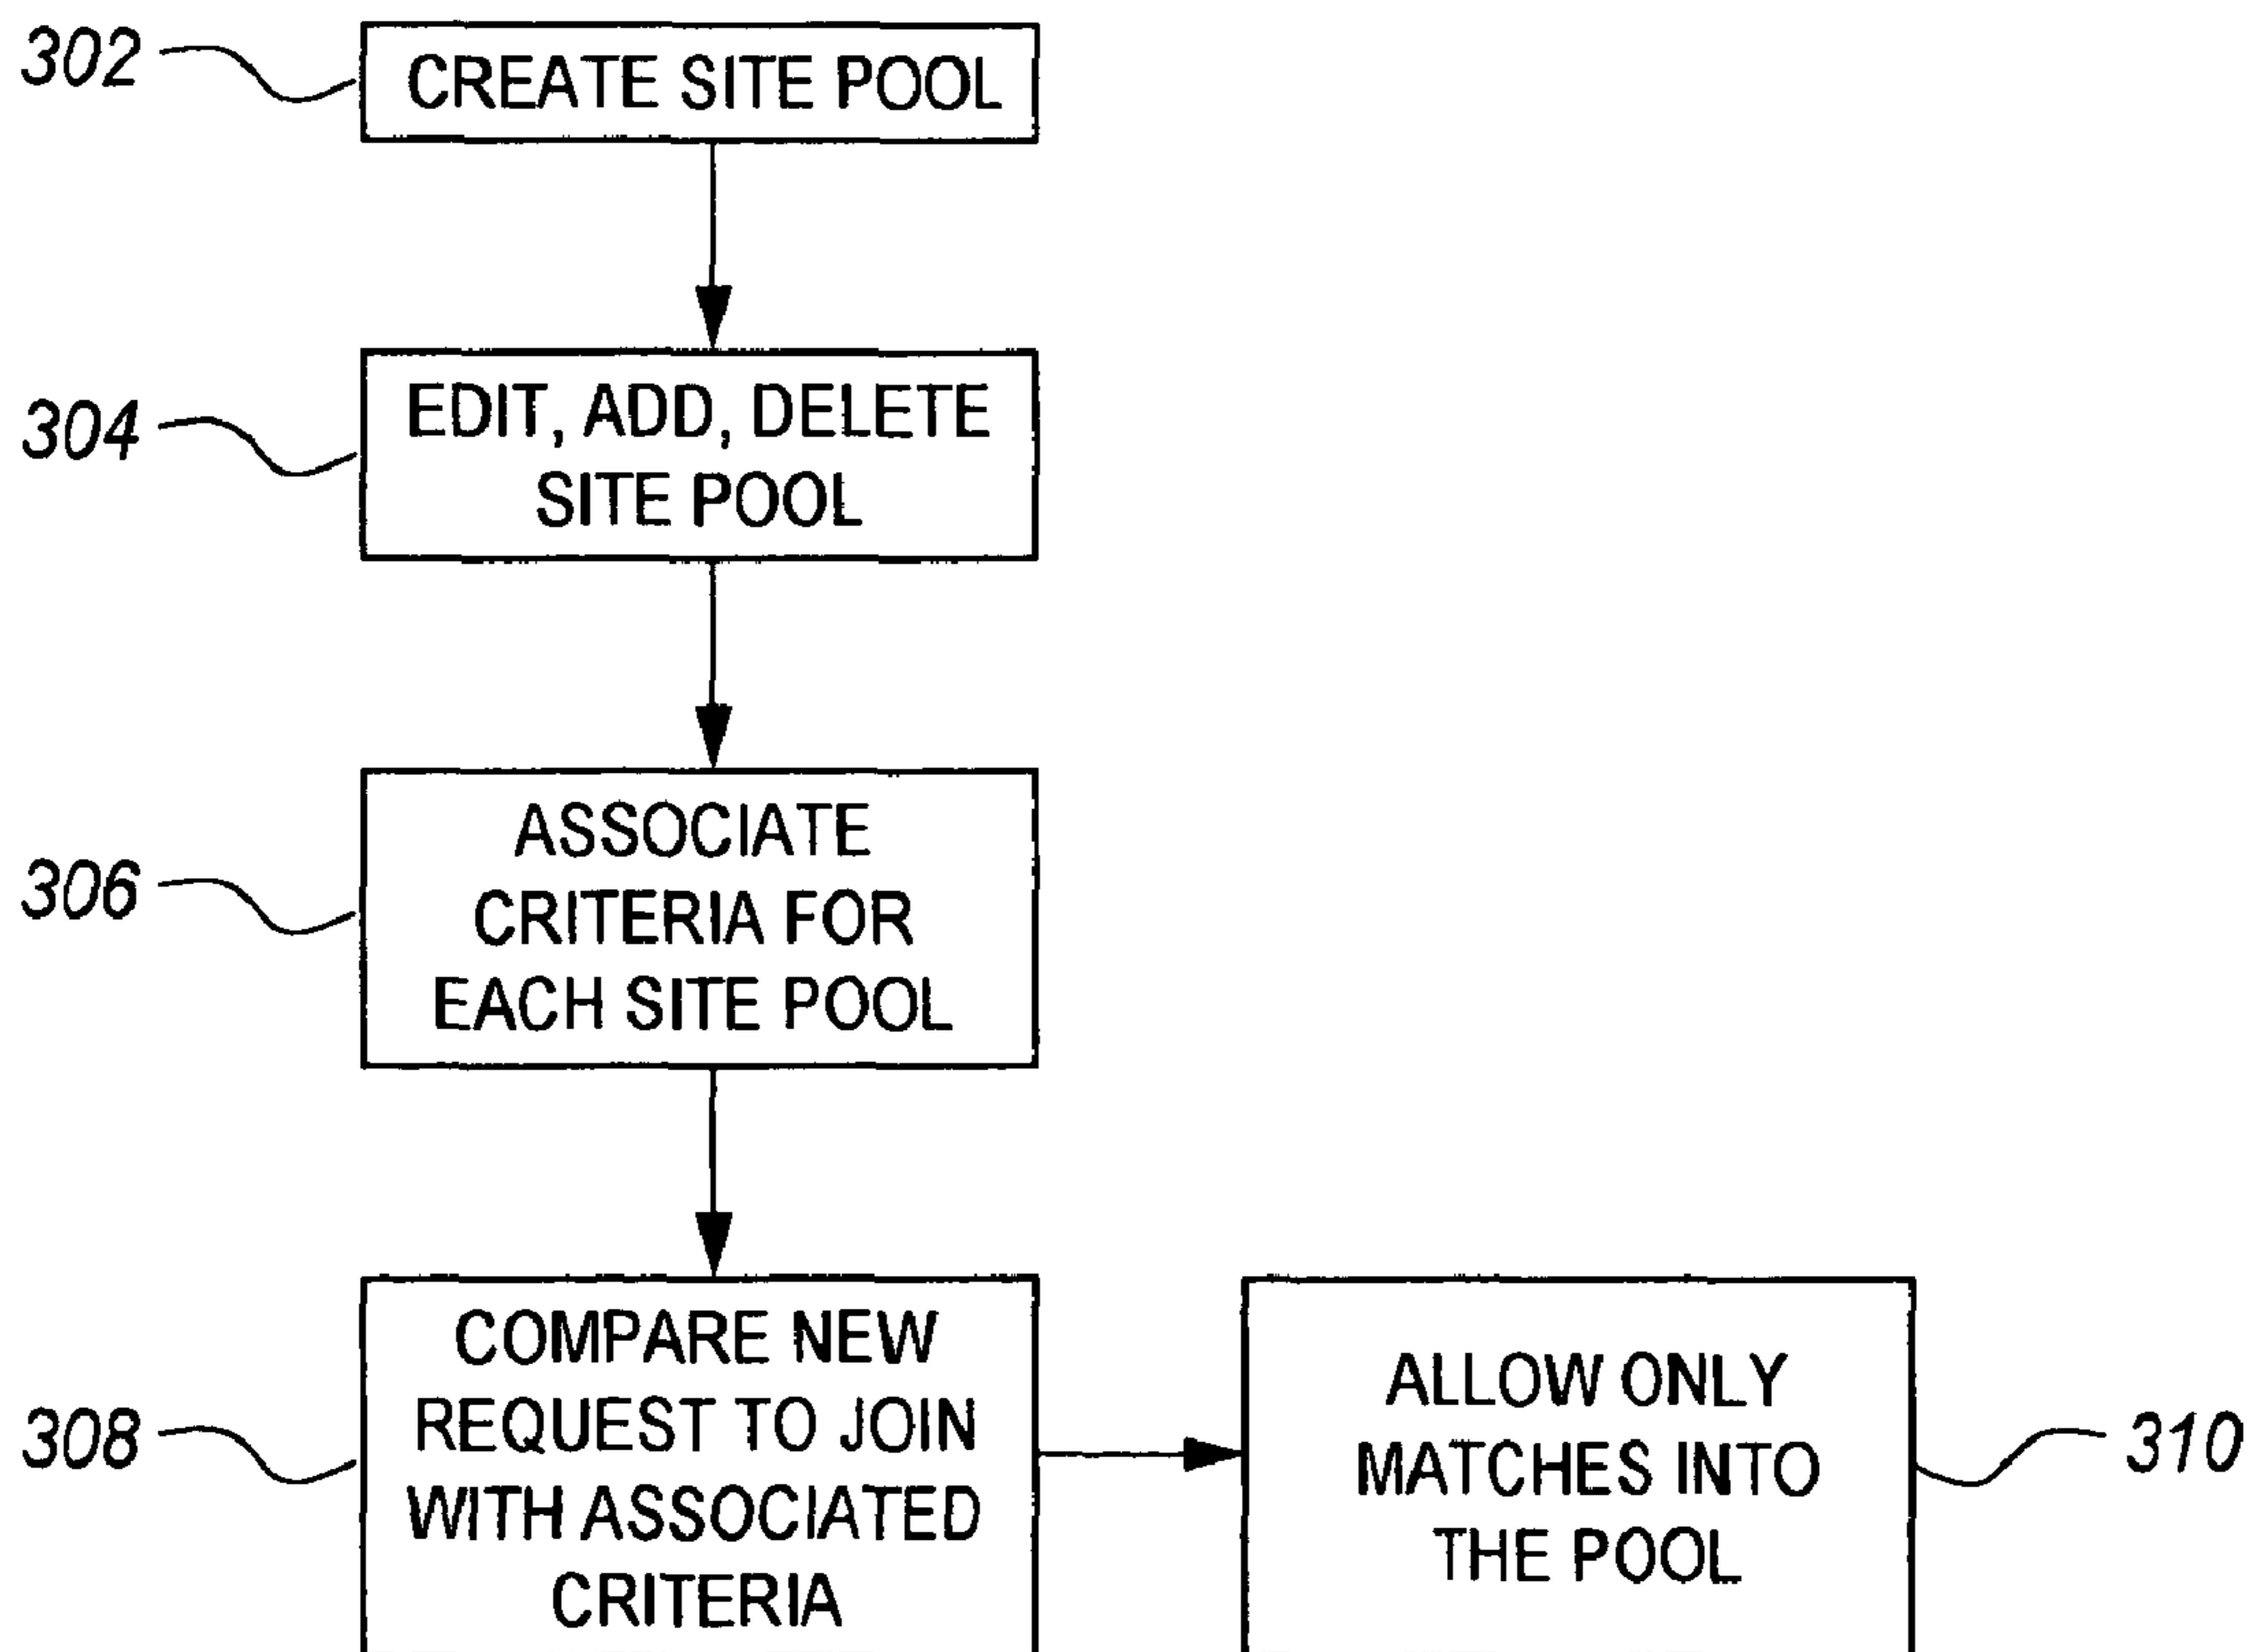 302
CREATE SITE POOL
304
EDIT, ADD, DELETE
SITE POOL
306
ASSOCIATE
CRITERIA FOR
EACH SITE POOL
308
COMPARE NEW
REQUEST TO JOIN
WITH ASSOCIATED
CRITERIA
ALLOW ONLY
MATCHES INTO
THE POOL
310